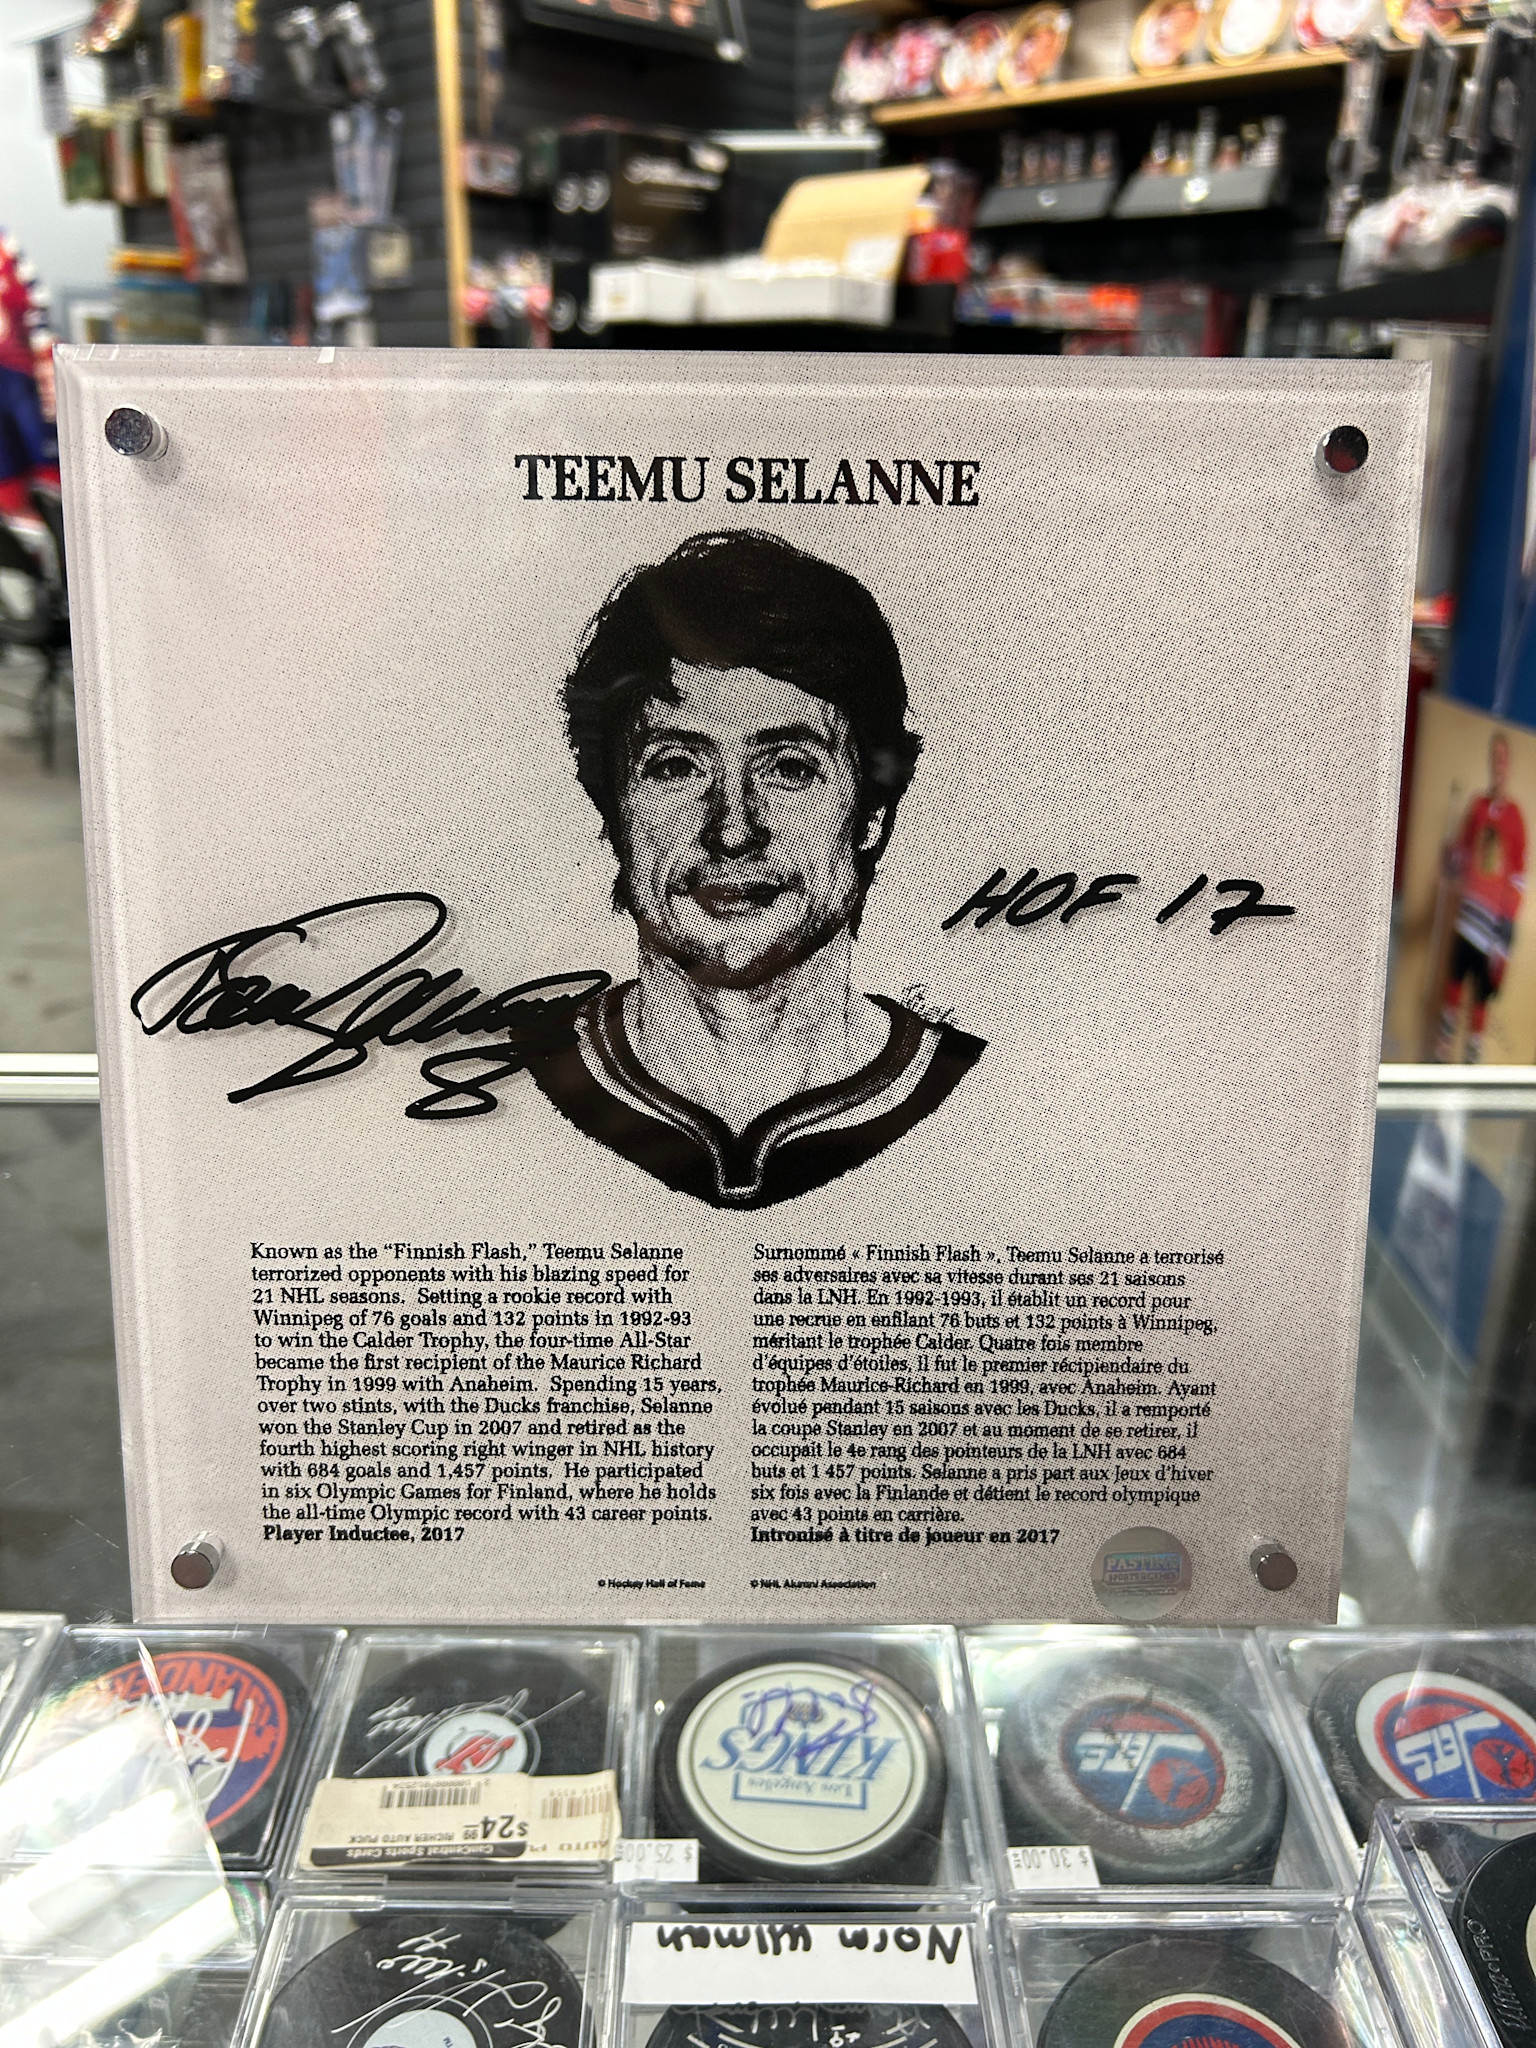 TEEMU SELANNE
HOF 17
8
Known as the “Finnish Flash,” Teemu Selanne
terrorized opponents with his blazing speed for
21 NHL seasons. Setting a rookie record with
Winnipeg of 76 goals and 132 points in 1992-93
to win the Calder Trophy, the four-time All-Star
became the first recipient of the Maurice Richard
Trophy in 1999 with Anaheim. Spending 15 years,
over two stints, with the Ducks franchise, Selanne
won the Stanley Cup in 2007 and retired as the
fourth highest scoring right winger in NHL history
with 684 goals and 1,457 points. He participated
in six Olympic Games for Finland, where he holds
the all-time Olympic record with 43 career points.
Player Inductee, 2017
Surnommé « Finnish Flash », Teemu Selanne a terrorisé
ses adversaires avec sa vitesse durant ses 21 saisons
dans la LNH. En 1992-1993, il établit un record pour
une recrue en enfilant 76 buts et 132 points à Winnipeg,
méritant le trophée Calder. Quatre fois membre
d'équipes d'étoiles, il fut le premier récipiendaire du
trophée Maurice-Richard en 1999, avec Anaheim. Ayant
évolué pendant 15 saisons avec les Ducks, il a remporté
la coupe Stanley en 2007 et au moment de se retirer, il
occupait le 4e rang des pointeurs de la LNH avec 684
buts et 1 457 points. Selanne a pris part aux Jeux d'hiver
six fois avec la Finlande et détient le record olympique
avec 43 points en carrière.
Intronisé à titre de joueur en 2017
© Hockey Hall of Fame
© NHL Alumni Association
FASTIME
ISLANDERS
Los Angeles
KINGS
JETS
JETS
CanCentral Sports Cards
RICHER AUTO PUCK
$24.99
$ 25.00
$ 30.00
Norm Ulman